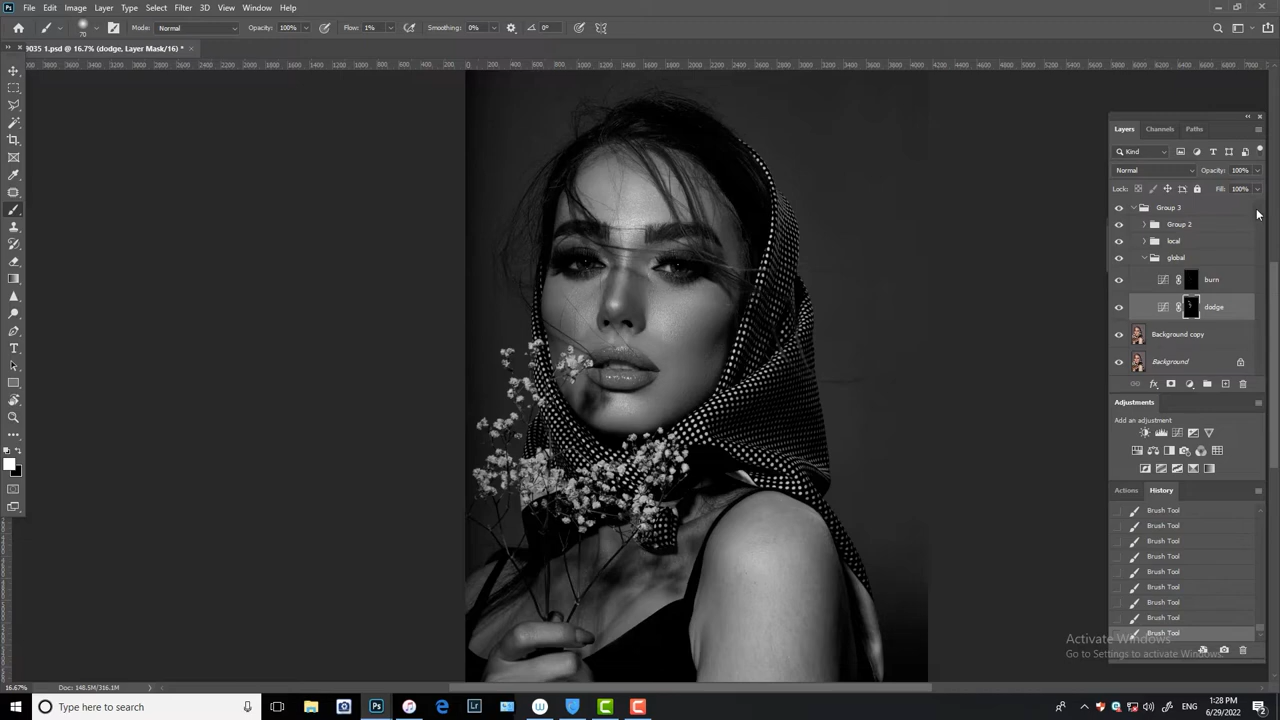 Ps File Edit Image Layer Type Select Filter 3D View Window Help
70 Mode: Normal Opacity: 100% Flow: 1% Smoothing: 0% 0°
0035 1.psd @ 16.7% (dodge, Layer Mask/16) *
Layers Channels Paths
Kind
Normal Opacity: 100%
Lock: Fill: 100%
Group 3
Group 2
local
global
burn
dodge
Background copy
Background
Adjustments
Add an adjustment
Actions History
Brush Tool
Brush Tool
Brush Tool
Brush Tool
Brush Tool
Brush Tool
Brush Tool
Brush Tool
Brush Tool
Activate Windows
Go to Settings to activate Windows.
16.67% Doc: 148.5M/316.1M
Type here to search
1:28 PM
6/29/2022